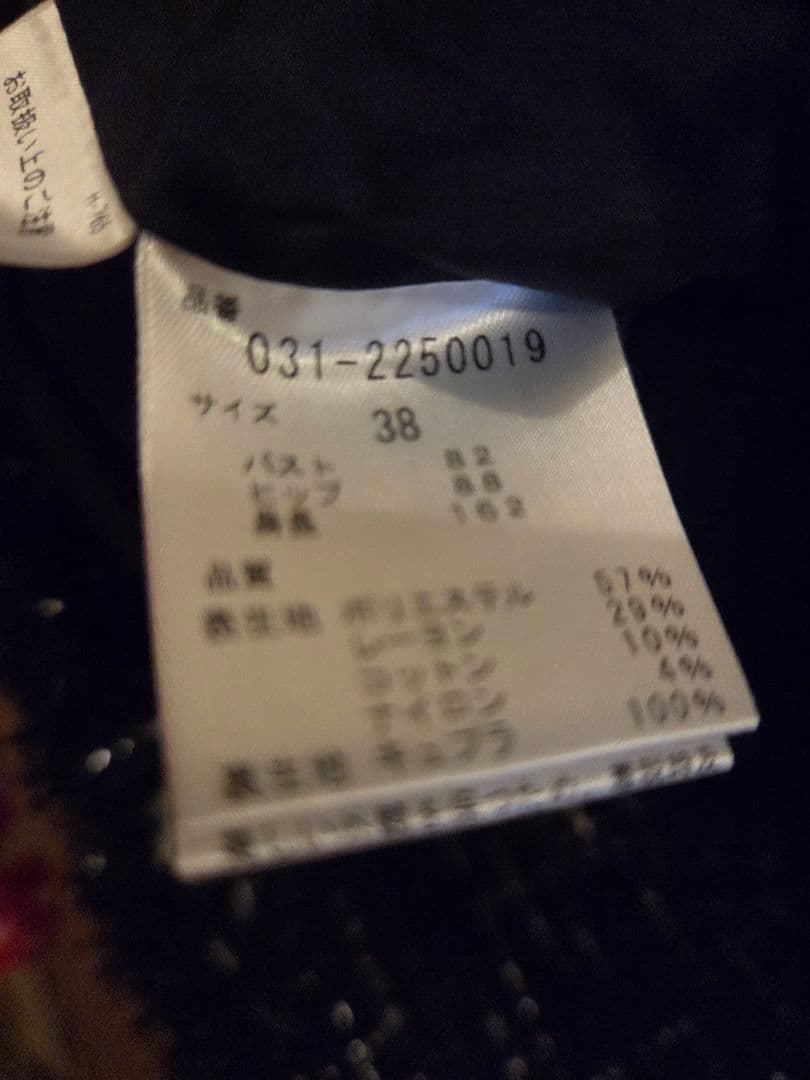 お取扱い上のご注意
品番
031-2250019
サイズ 38
バスト 82
ヒップ 88
身長 162
品質
表生地 ポリエステル 57%
レーヨン 29%
コットン 10%
ナイロン 4%
裏生地 キュプラ 100%